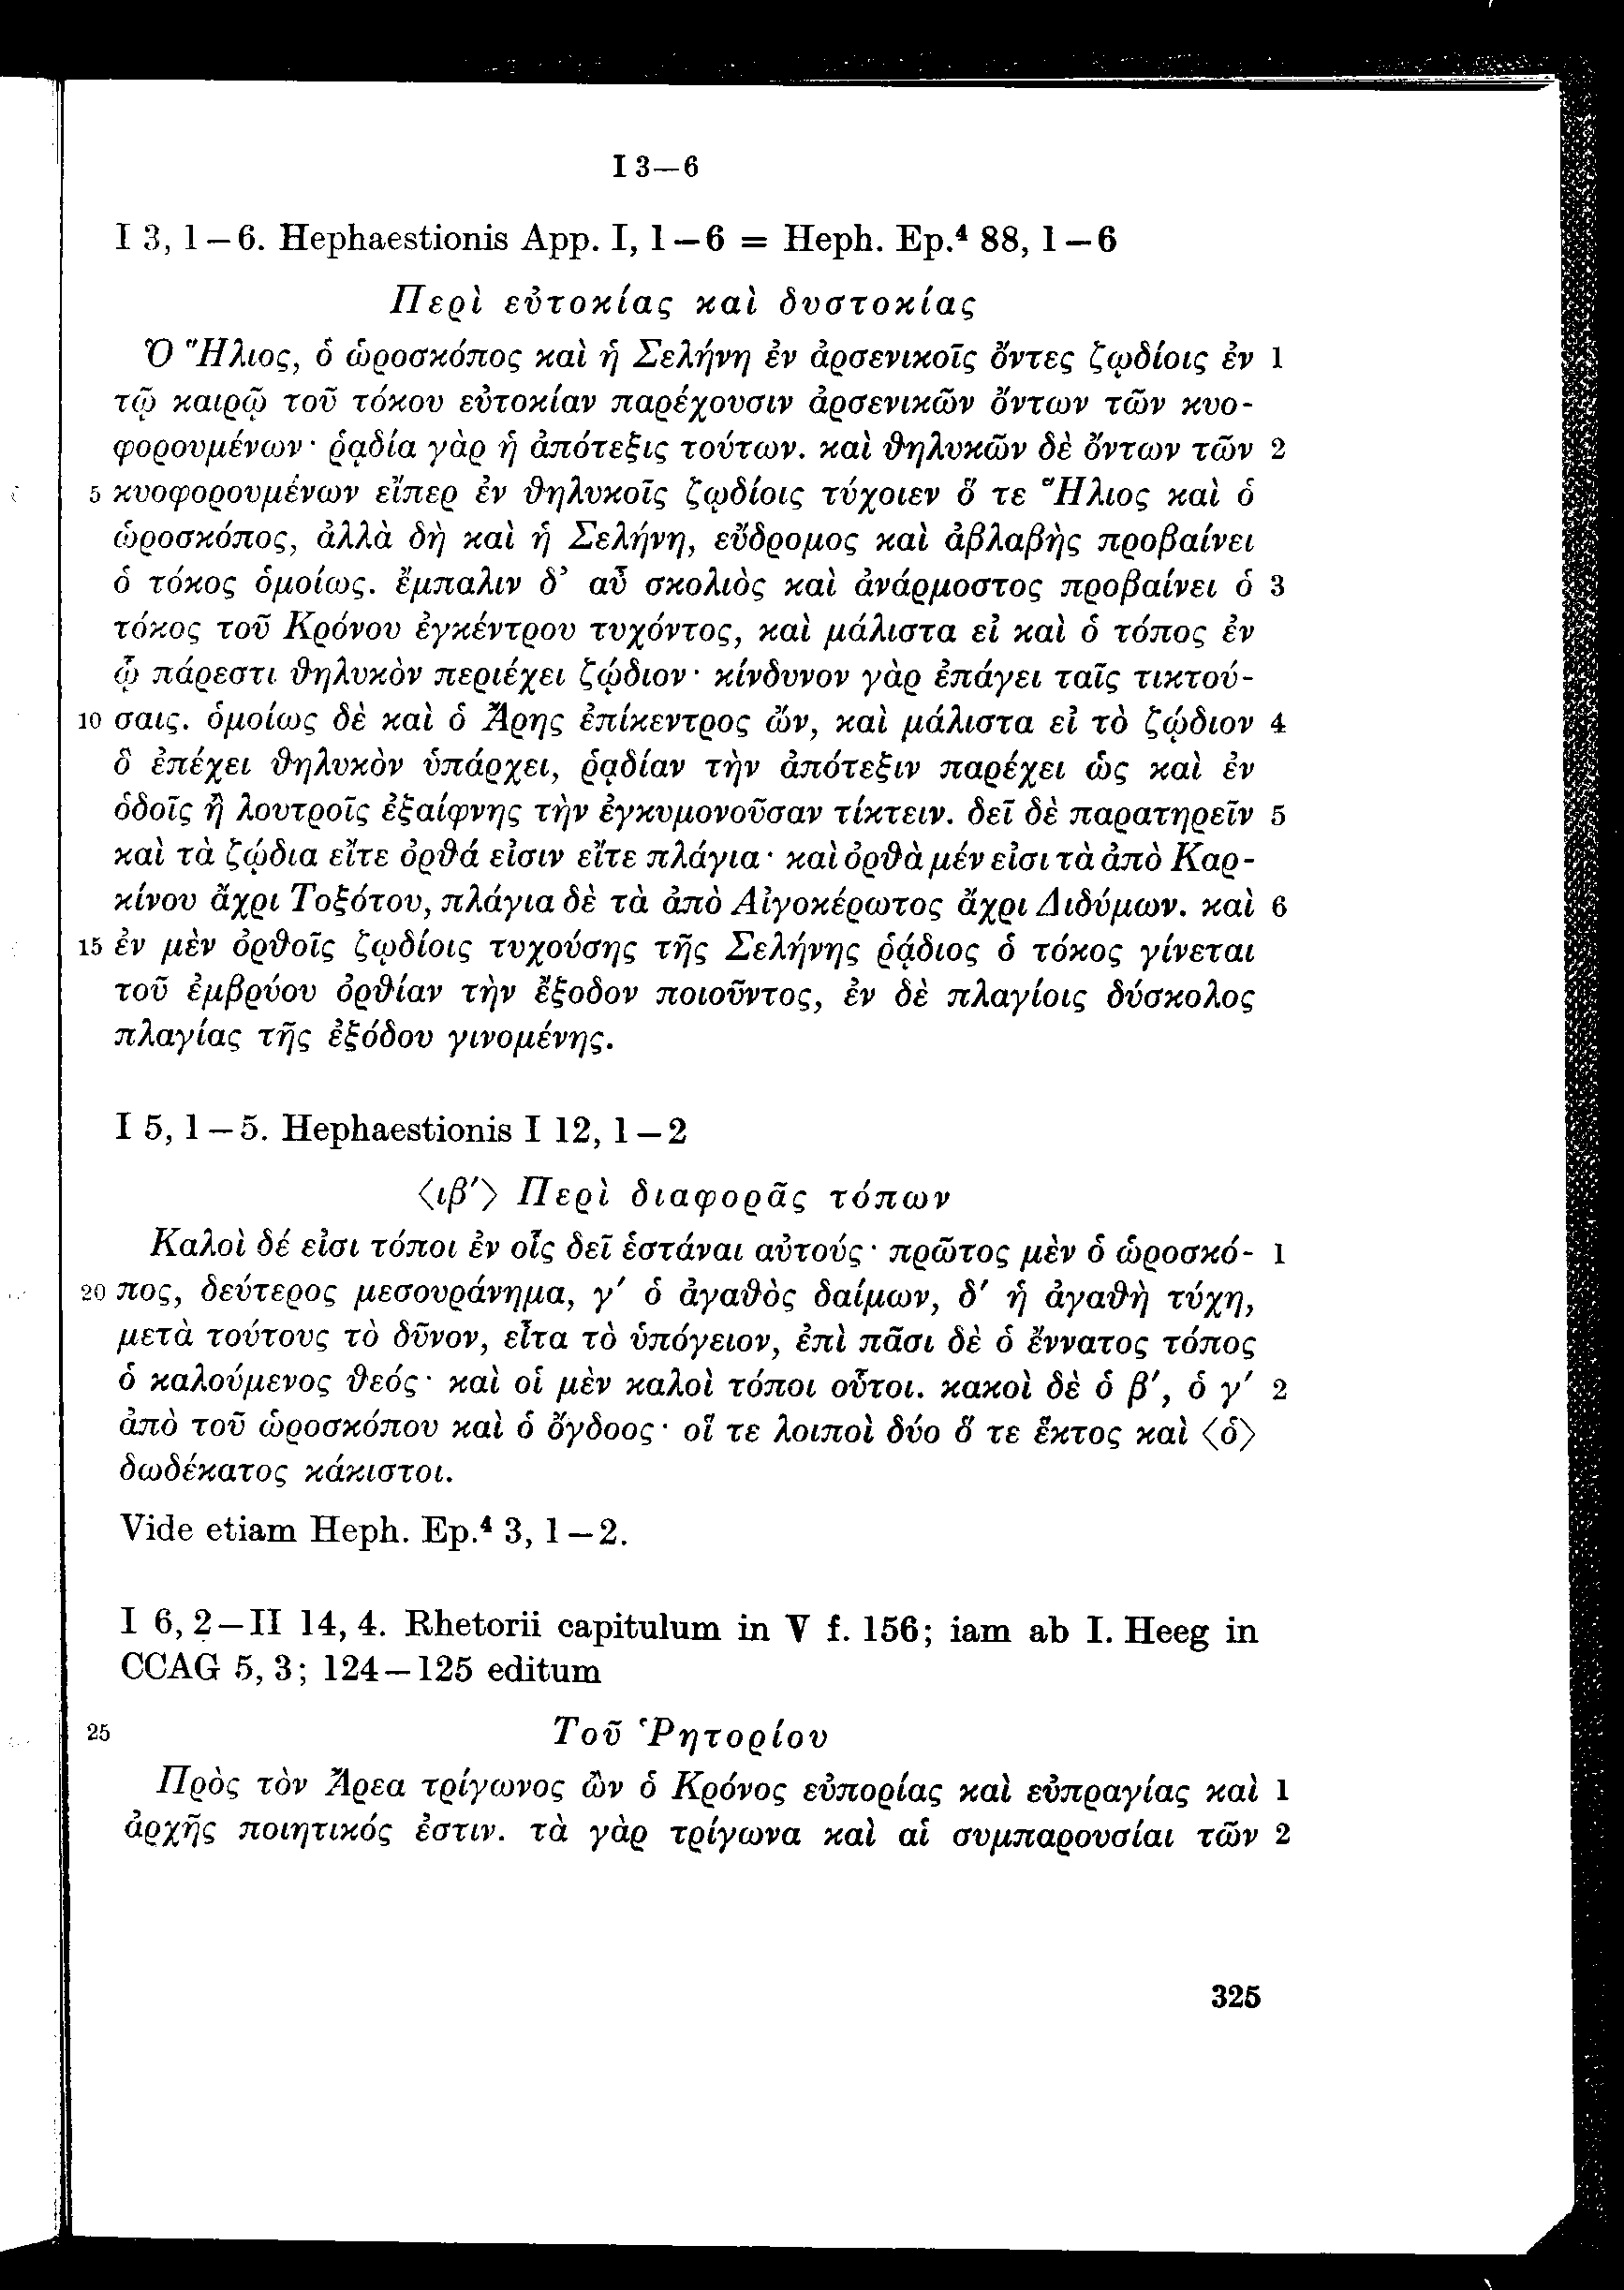 I 3—6
I 3, 1—6. Hephaestionis App. I, 1—6 = Heph. Ep.⁴ 88, 1—6
Περὶ εὐτοκίας καὶ δυστοκίας
Ὁ Ἥλιος, ὁ ὡροσκόπος καὶ ἡ Σελήνη ἐν ἀρσενικοῖς ὄντες ζῳδίοις ἐν 1
τῷ καιρῷ τοῦ τόκου εὐτοκίαν παρέχουσιν ἀρσενικῶν ὄντων τῶν κυο-
φορουμένων· ῥᾳδία γὰρ ἡ ἀπότεξις τούτων. καὶ θηλυκῶν δὲ ὄντων τῶν 2
5 κυοφορουμένων εἴπερ ἐν θηλυκοῖς ζῳδίοις τύχοιεν ὅ τε Ἥλιος καὶ ὁ
ὡροσκόπος, ἀλλὰ δὴ καὶ ἡ Σελήνη, εὔδρομος καὶ ἀβλαβὴς προβαίνει
ὁ τόκος ὁμοίως. ἔμπαλιν δ’ αὖ σκολιὸς καὶ ἀνάρμοστος προβαίνει ὁ 3
τόκος τοῦ Κρόνου ἐγκέντρου τυχόντος, καὶ μάλιστα εἰ καὶ ὁ τόπος ἐν
ᾧ πάρεστι θηλυκὸν περιέχει ζῴδιον· κίνδυνον γὰρ ἐπάγει ταῖς τικτού-
10 σαις. ὁμοίως δὲ καὶ ὁ Ἄρης ἐπίκεντρος ὤν, καὶ μάλιστα εἰ τὸ ζῴδιον 4
ὃ ἐπέχει θηλυκὸν ὑπάρχει, ῥᾳδίαν τὴν ἀπότεξιν παρέχει ὡς καὶ ἐν
ὁδοῖς ἢ λουτροῖς ἐξαίφνης τὴν ἐγκυμονοῦσαν τίκτειν. δεῖ δὲ παρατηρεῖν 5
καὶ τὰ ζῴδια εἴτε ὀρθά εἰσιν εἴτε πλάγια· καὶ ὀρθὰ μέν εἰσι τὰ ἀπὸ Καρ-
κίνου ἄχρι Τοξότου, πλάγια δὲ τὰ ἀπὸ Αἰγοκέρωτος ἄχρι Διδύμων. καὶ 6
15 ἐν μὲν ὀρθοῖς ζῳδίοις τυχούσης τῆς Σελήνης ῥᾴδιος ὁ τόκος γίνεται
τοῦ ἐμβρύου ὀρθίαν τὴν ἔξοδον ποιοῦντος, ἐν δὲ πλαγίοις δύσκολος
πλαγίας τῆς ἐξόδου γινομένης.
I 5, 1—5. Hephaestionis I 12, 1—2
⟨ιβ′⟩ Περὶ διαφορᾶς τόπων
Καλοὶ δέ εἰσι τόποι ἐν οἷς δεῖ ἑστάναι αὐτούς· πρῶτος μὲν ὁ ὡροσκό- 1
20 πος, δεύτερος μεσουράνημα, γ′ ὁ ἀγαθὸς δαίμων, δ′ ἡ ἀγαθὴ τύχη,
μετὰ τούτους τὸ δῦνον, εἶτα τὸ ὑπόγειον, ἐπὶ πᾶσι δὲ ὁ ἔννατος τόπος
ὁ καλούμενος θεός· καὶ οἱ μὲν καλοὶ τόποι οὗτοι. κακοὶ δὲ ὁ β′, ὁ γ′ 2
ἀπὸ τοῦ ὡροσκόπου καὶ ὁ ὄγδοος· οἵ τε λοιποὶ δύο ὅ τε ἕκτος καὶ ⟨ὁ⟩
δωδέκατος κάκιστοι.
Vide etiam Heph. Ep.⁴ 3, 1—2.
I 6, 2—II 14, 4. Rhetorii capitulum in V f. 156; iam ab I. Heeg in
CCAG 5, 3; 124—125 editum
25 Τοῦ Ῥητορίου
Πρὸς τὸν Ἄρεα τρίγωνος ὢν ὁ Κρόνος εὐπορίας καὶ εὐπραγίας καὶ 1
ἀρχῆς ποιητικός ἐστιν. τὰ γὰρ τρίγωνα καὶ αἱ συμπαρουσίαι τῶν 2
325